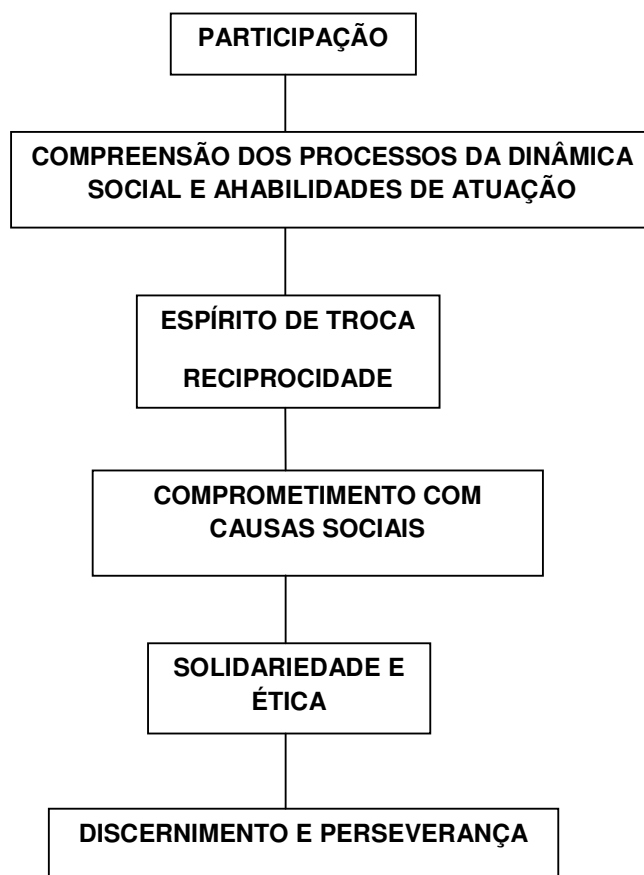 PARTICIPAÇÃO
COMPREENSÃO DOS PROCESSOS DA DINÂMICA
SOCIAL E AHABILIDADES DE ATUAÇÃO
ESPÍRITO DE TROCA
RECIPROCIDADE
COMPROMETIMENTO COM
CAUSAS SOCIAIS
SOLIDARIEDADE E
ÉTICA
DISCERNIMENTO E PERSEVERANÇA